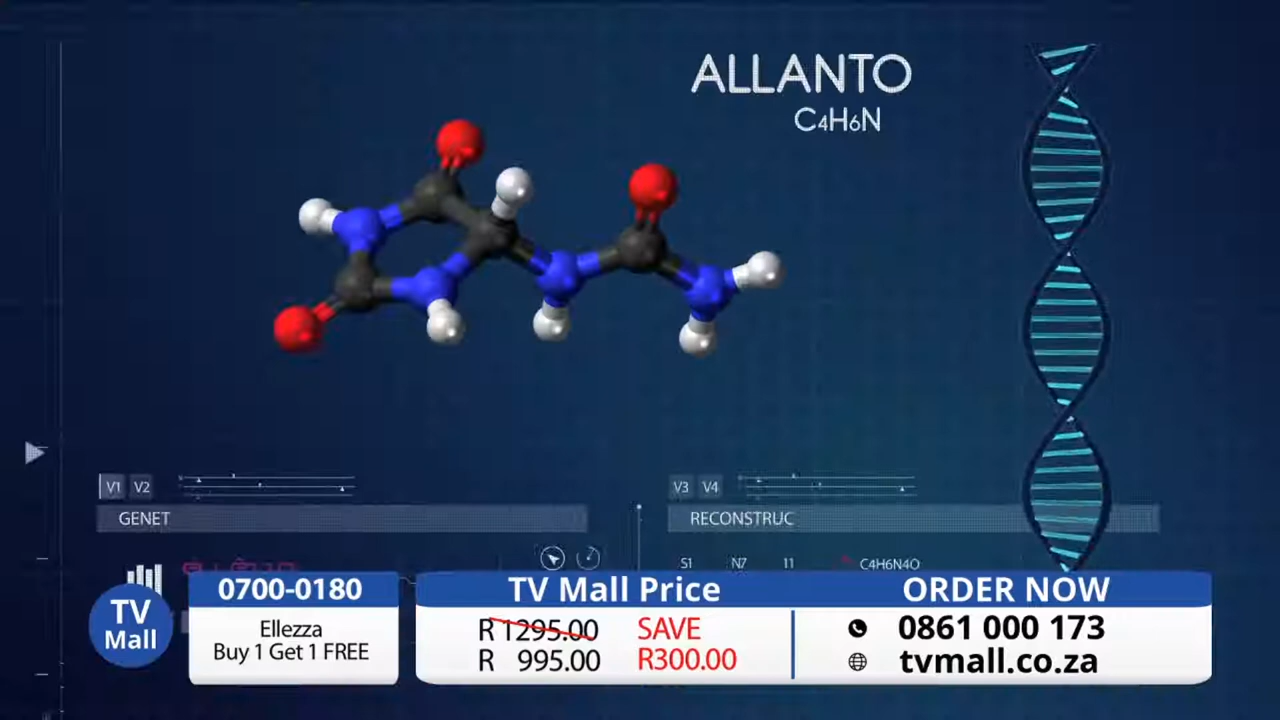 ALLANTO
C4H6N
V1 V2
V3 V4
GENET
RECONSTRUC
S1 N7 11 C4H6N4O
TV
Mall
0700-0180
Ellezza
Buy 1 Get 1 FREE
TV Mall Price
R 1295.00 SAVE
R 995.00 R300.00
ORDER NOW
0861 000 173
tvmall.co.za